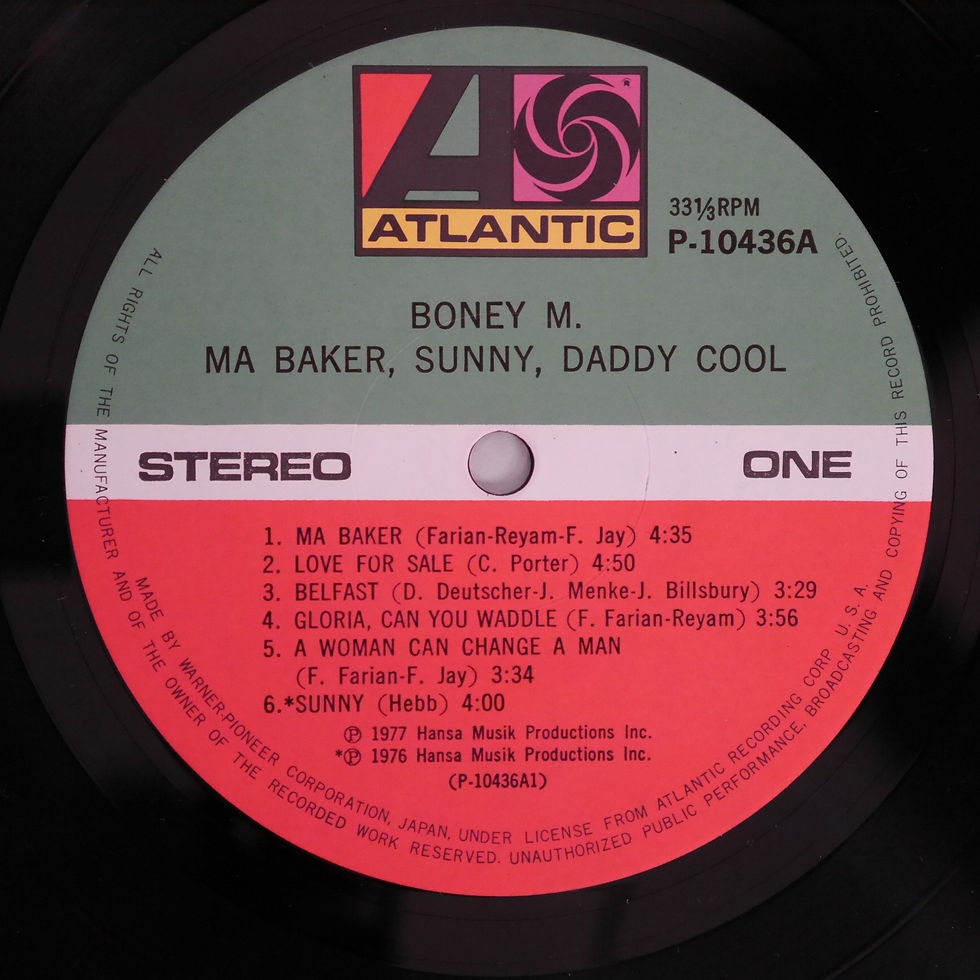 ATLANTIC
33⅓RPM
P-10436A
BONEY M.
MA BAKER, SUNNY, DADDY COOL
STEREO
ONE
1. MA BAKER (Farian-Reyam-F. Jay) 4:35
2. LOVE FOR SALE (C. Porter) 4:50
3. BELFAST (D. Deutscher-J. Menke-J. Billsbury) 3:29
4. GLORIA, CAN YOU WADDLE (F. Farian-Reyam) 3:56
5. A WOMAN CAN CHANGE A MAN
(F. Farian-F. Jay) 3:34
6.*SUNNY (Hebb) 4:00
Ⓟ 1977 Hansa Musik Productions Inc.
*Ⓟ 1976 Hansa Musik Productions Inc.
(P-10436A1)
MADE BY WARNER-PIONEER CORPORATION, JAPAN, UNDER LICENSE FROM ATLANTIC RECORDING CORP U. S. A.
ALL RIGHTS OF THE MANUFACTURER AND OF THE OWNER OF THE RECORDED WORK RESERVED. UNAUTHORIZED PUBLIC PERFORMANCE, BROADCASTING AND COPYING OF THIS RECORD PROHIBITED.